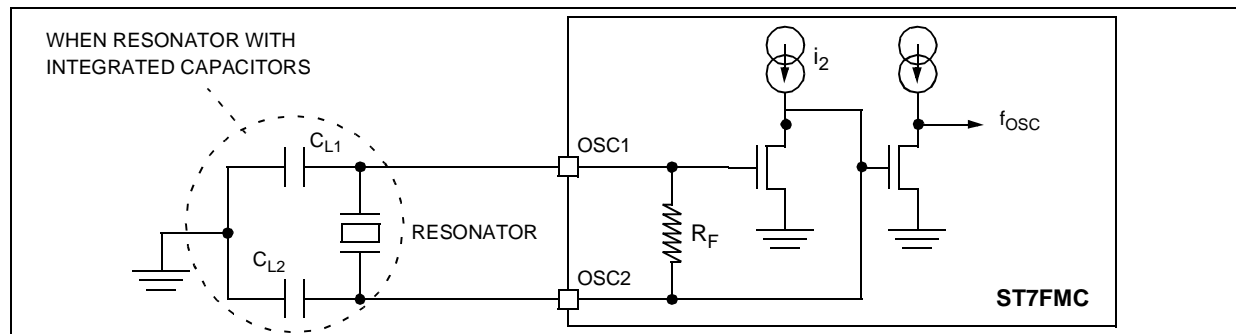 WHEN RESONATOR WITH
INTEGRATED CAPACITORS
i2
fOSC
CL1
OSC1
RESONATOR
RF
CL2
OSC2
ST7FMC